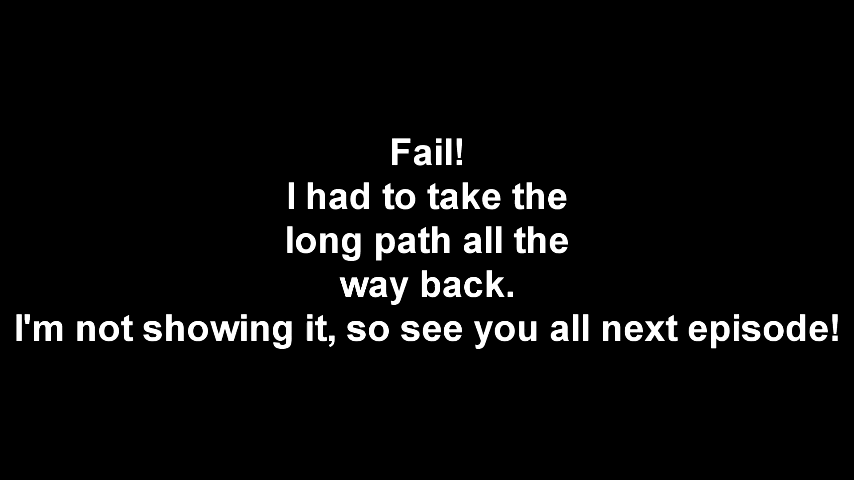 Fail!
I had to take the
long path all the
way back.
I'm not showing it, so see you all next episode!